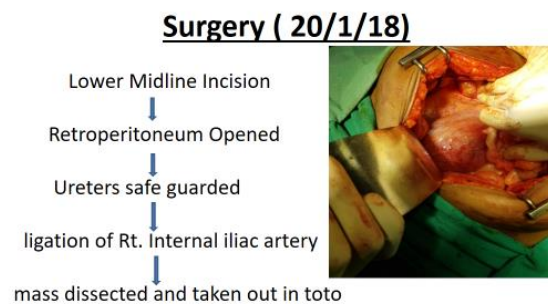 Surgery ( 20/1/18)
Lower Midline Incision
Retroperitoneum Opened
Ureters safe guarded
ligation of Rt. Internal iliac artery
mass dissected and taken out in toto